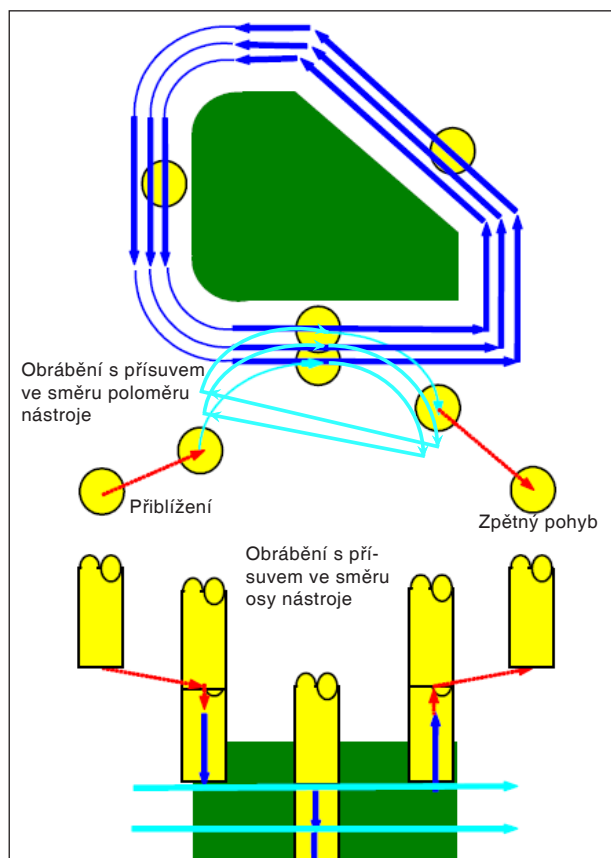 Obrábění s přísuvem
ve směru poloměru
nástroje
Přiblížení
Zpětný pohyb
Obrábění s pří-
suvem ve směru
osy nástroje